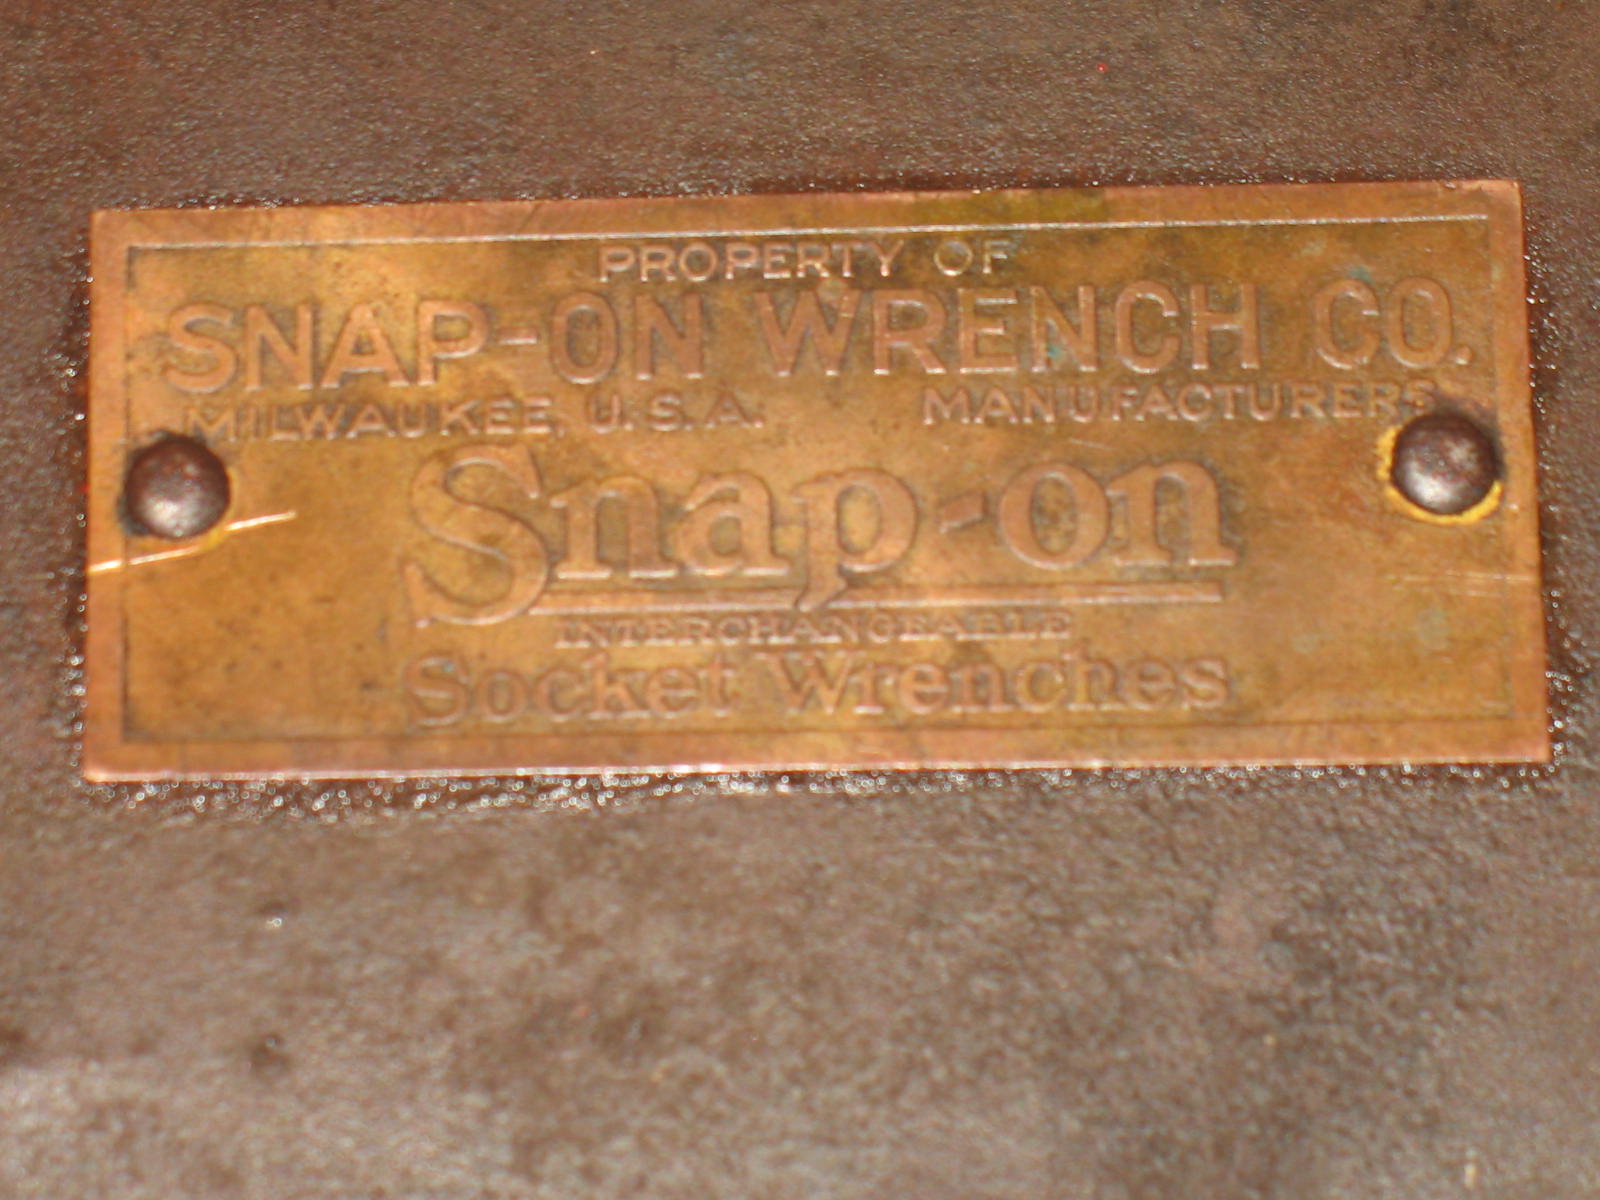 PROPERTY OF
SNAP-ON WRENCH CO.
MILWAUKEE, U.S.A. MANUFACTURERS
Snap-on
INTERCHANGEABLE
Socket Wrenches